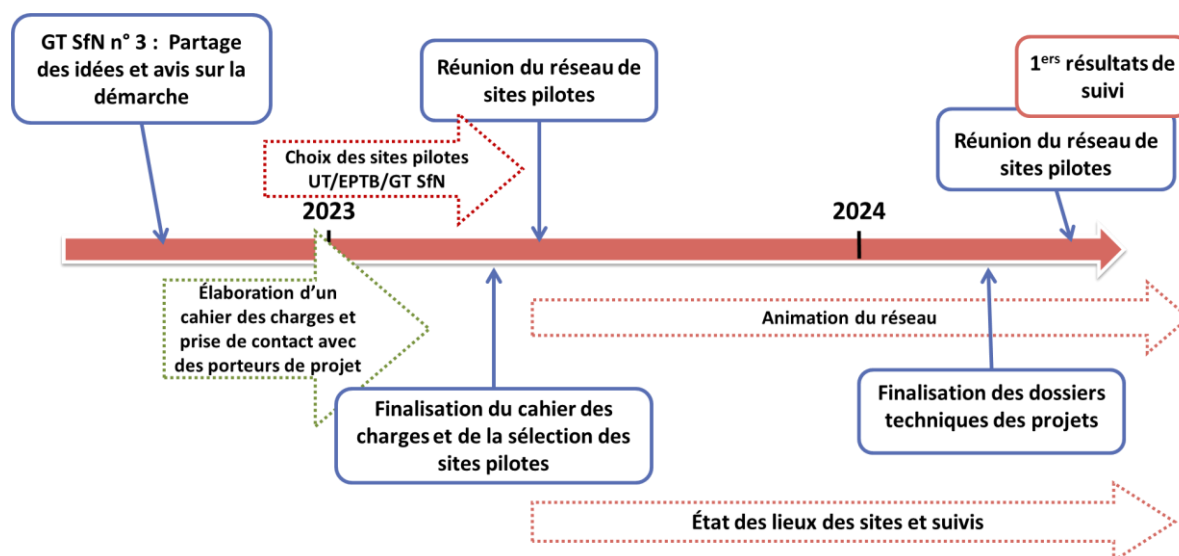 GT SfN n° 3 : Partage
des idées et avis sur la
démarche
Réunion du réseau de
sites pilotes
1ers résultats de
suivi
Réunion du réseau de
sites pilotes
Choix des sites pilotes
UT/EPTB/GT SfN
2023
2024
Élaboration d'un
cahier des charges et
prise de contact avec
des porteurs de projet
Animation du réseau
Finalisation du cahier des
charges et de la sélection des
sites pilotes
Finalisation des dossiers
techniques des projets
État des lieux des sites et suivis